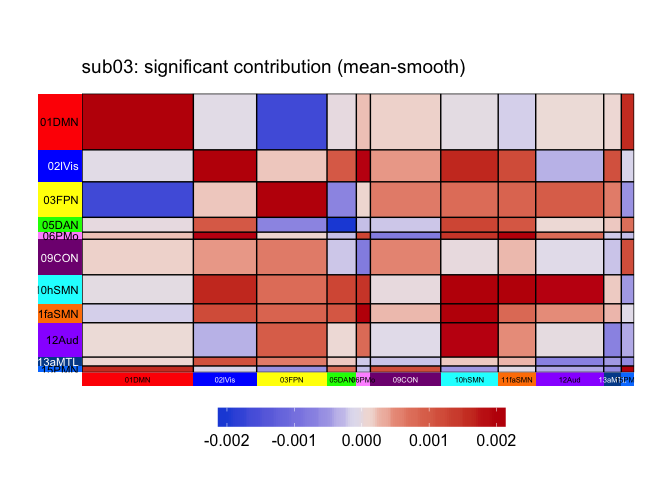 sub03: significant contribution (mean-smooth)
01DMN
02lVis
03FPN
05DAN
06PMo
09CON
10hSMN
1faSMN
12Aud
13aMTL
15PMN
01DMN 02lVis 03FPN 05DAN 06PMo 09CON 10hSMN 11faSMN 12Aud 13aMTL
-0.002 -0.001 0.000 0.001 0.002